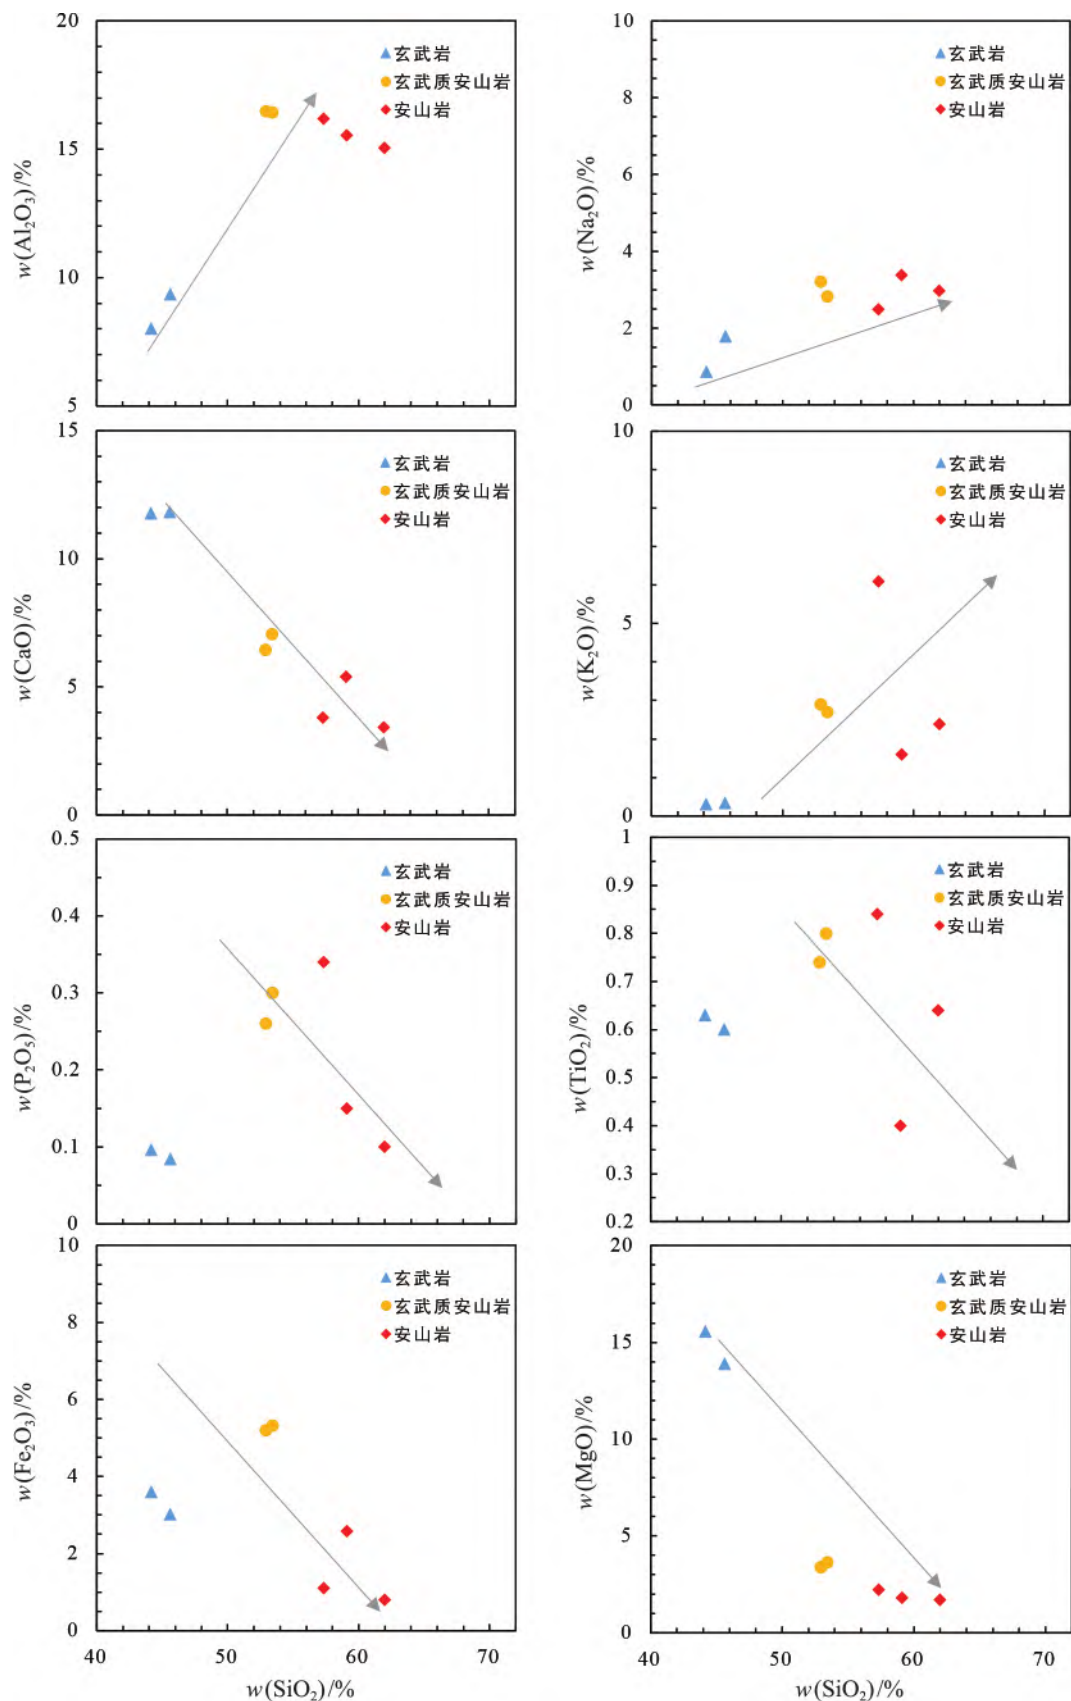 20
15
10
5
w(Al₂O₃)/%
玄武岩
玄武质安山岩
安山岩
10
8
6
4
2
0
w(Na₂O)/%
玄武岩
玄武质安山岩
安山岩
15
10
5
0
w(CaO)/%
玄武岩
玄武质安山岩
安山岩
10
5
0
w(K₂O)/%
玄武岩
玄武质安山岩
安山岩
0.5
0.4
0.3
0.2
0.1
0
w(P₂O₅)/%
玄武岩
玄武质安山岩
安山岩
1
0.9
0.8
0.7
0.6
0.5
0.4
0.3
0.2
w(TiO₂)/%
玄武岩
玄武质安山岩
安山岩
10
8
6
4
2
0
w(Fe₂O₃)/%
玄武岩
玄武质安山岩
安山岩
40 50 60 70
w(SiO₂)/%
20
15
10
5
0
w(MgO)/%
玄武岩
玄武质安山岩
安山岩
40 50 60 70
w(SiO₂)/%